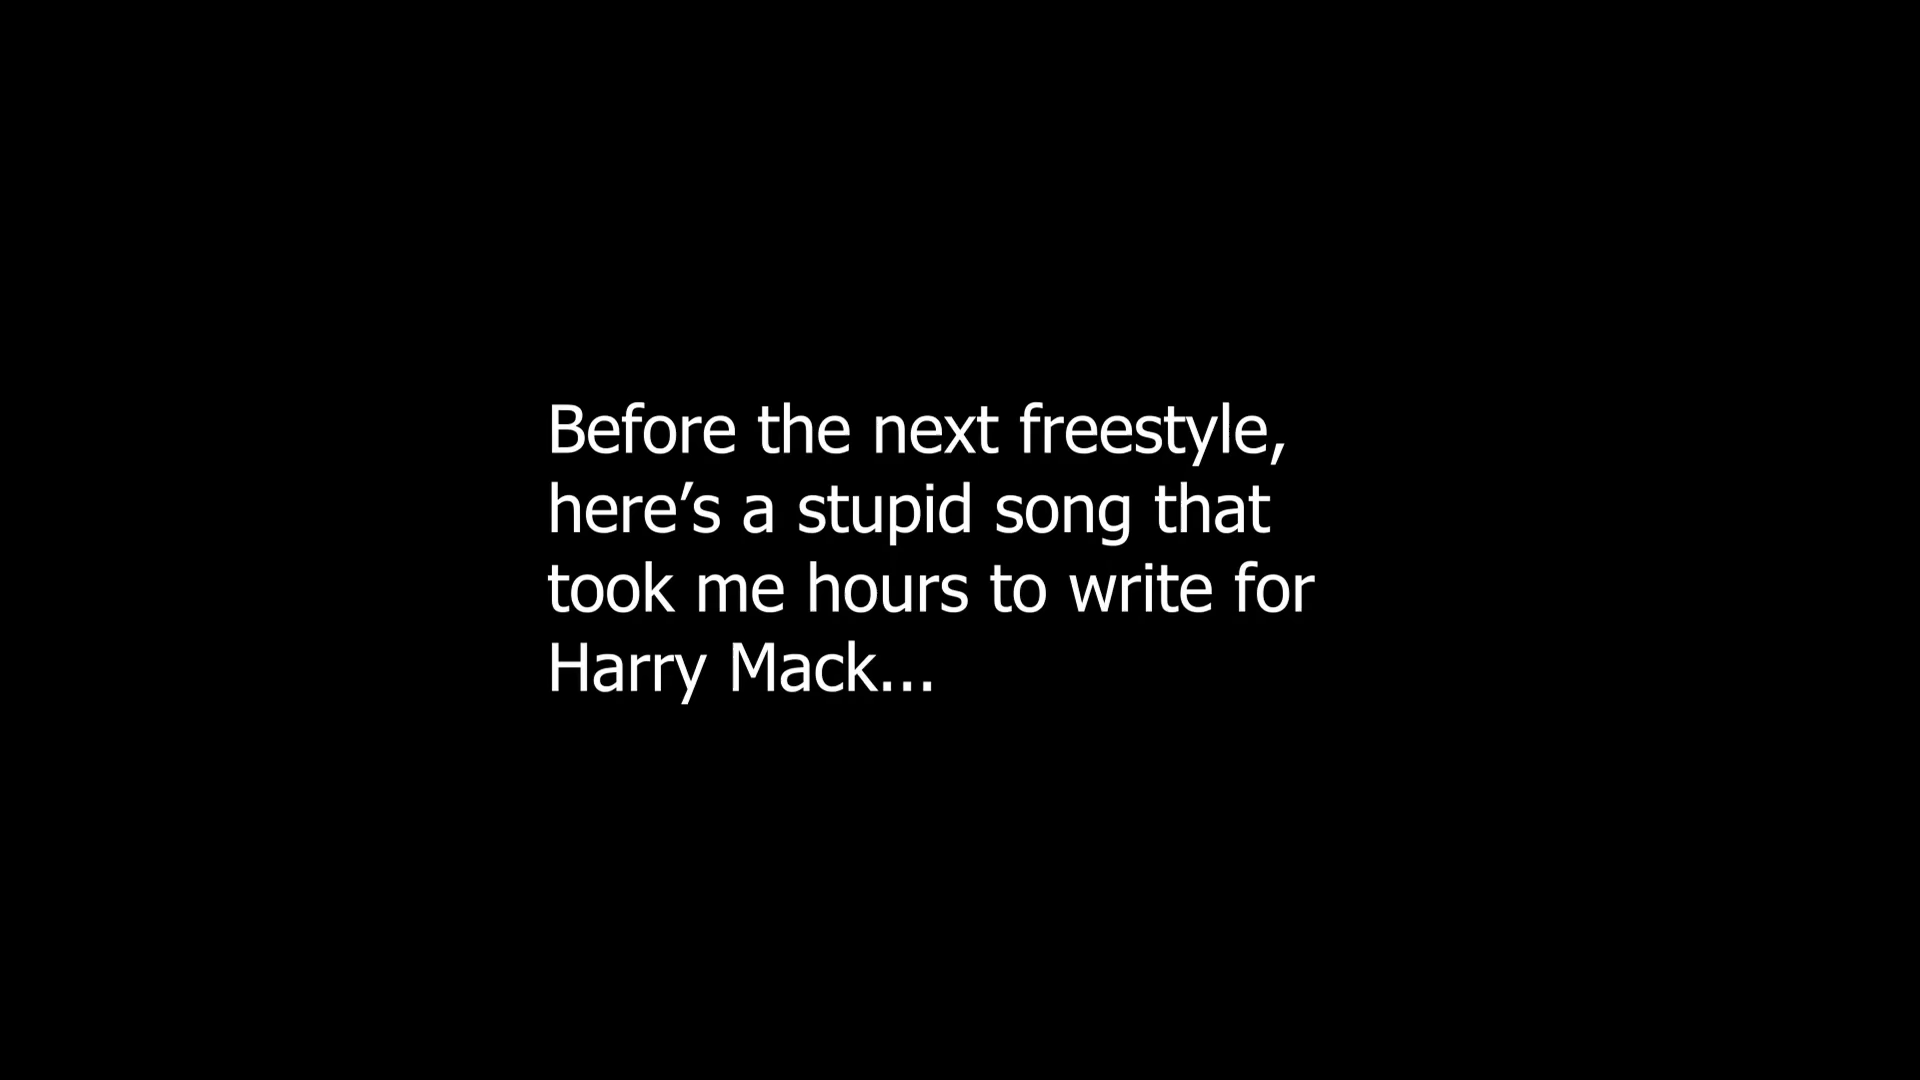 Before the next freestyle,
here’s a stupid song that
took me hours to write for
Harry Mack...